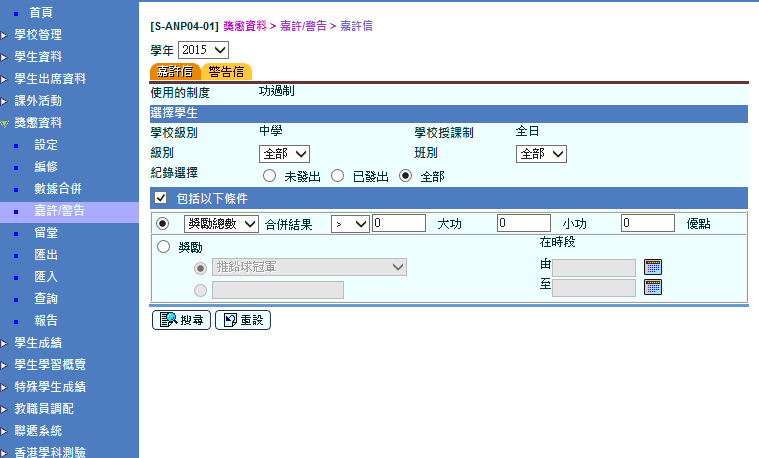 首頁
學校管理
學生資料
學生出席資料
課外活動
獎懲資料
設定
編修
數據合併
嘉許/警告
留堂
匯出
匯入
查詢
報告
學生成績
學生學習概覽
特殊學生成績
教職員調配
聯遞系統
香港學科測驗
[S-ANP04-01] 獎懲資料 > 嘉許/警告 > 嘉許信
學年 2015
嘉許信 警告信
使用的制度 功過制
選擇學生
學校級別 中學 學校授課制 全日
級別 全部 班別 全部
紀錄選擇 未發出 已發出 全部
包括以下條件
獎勵總數 合併結果 > 0 大功 0 小功 0 優點
獎勵 在時段
推鉛球冠軍 由
至
搜尋 重設